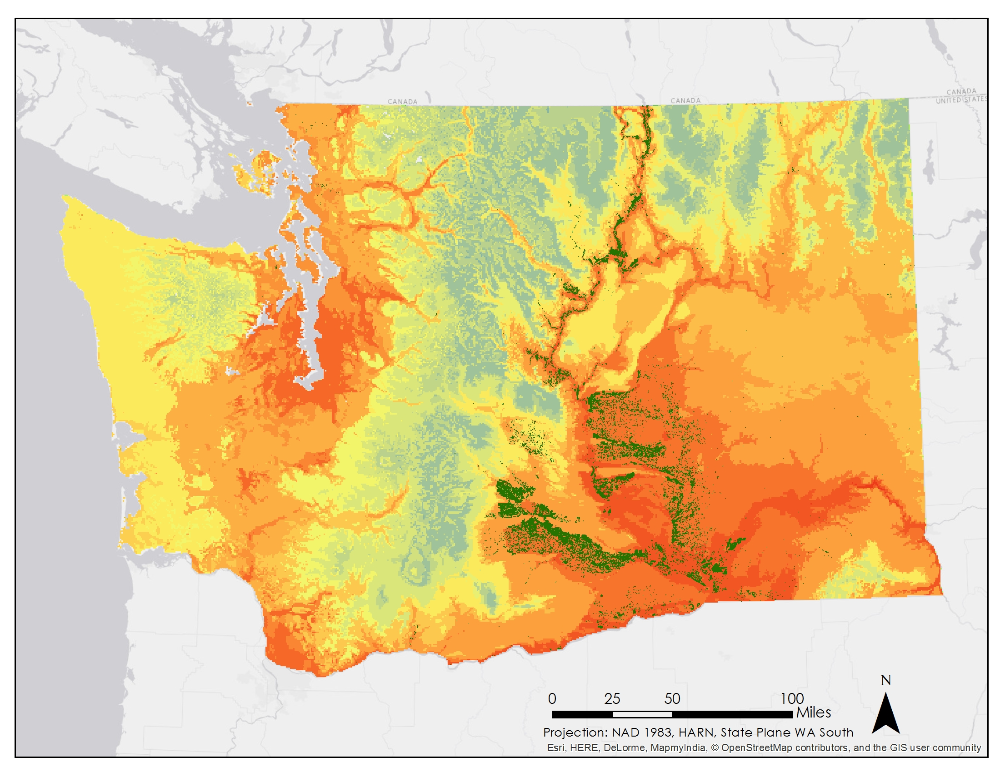 CANADA
CANADA
CANADA
UNITED STATES
N
0 25 50 100
Miles
Projection: NAD 1983, HARN, State Plane WA South
Esri, HERE, DeLorme, MapmyIndia, © OpenStreetMap contributors, and the GIS user community